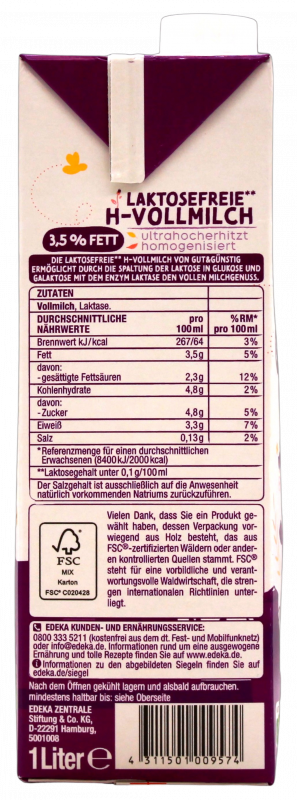 LAKTOSEFREIE**
H-VOLLMILCH
3,5 % FETT
ultrahocherhitzt
homogenisiert
DIE LAKTOSEFREIE** H-VOLLMILCH VON GUT&GÜNSTIG
ERMÖGLICHT DURCH DIE SPALTUNG DER LAKTOSE IN GLUKOSE UND
GALAKTOSE MIT DEM ENZYM LAKTASE DEN VOLLEN MILCHGENUSS.
ZUTATEN
Vollmilch, Laktase.
DURCHSCHNITTLICHE pro %RM*
NÄHRWERTE 100ml pro 100ml
Brennwert kJ/kcal 267/64 3%
Fett 3,5g 5%
davon:
-gesättigte Fettsäuren 2,3g 12%
Kohlenhydrate 4,8g 2%
davon:
-Zucker 4,8g 5%
Eiweiß 3,3g 7%
Salz 0,13g 2%
*Referenzmenge für einen durchschnittlichen
Erwachsenen (8400kJ/2000kcal)
**Laktosegehalt unter 0,1g/100ml
Der Salzgehalt ist ausschließlich auf die Anwesenheit
natürlich vorkommenden Natriums zurückzuführen.
FSC
MIX
Karton
FSC® C020428
Vielen Dank, dass Sie ein Produkt ge-
wählt haben, dessen Verpackung vor-
wiegend aus Holz besteht, das aus
FSC®-zertifizierten Wäldern oder ande-
ren kontrollierten Quellen stammt. FSC®
steht für eine vorbildliche und verant-
wortungsvolle Waldwirtschaft, die stren-
gen internationalen Richtlinien unter-
liegt.
EDEKA KUNDEN- UND ERNÄHRUNGSSERVICE:
0800 333 5211 (kostenfrei aus dem dt. Fest- und Mobilfunknetz)
oder info@edeka.de. Informationen rund um eine ausgewogene
Ernährung und tolle Rezepte finden Sie auf www.edeka.de
i Informationen zu den abgebildeten Siegeln finden Sie auf
edeka.de/siegel
Nach dem Öffnen gekühlt lagern und alsbald aufbrauchen.
mindestens haltbar bis: siehe Oberseite
EDEKA ZENTRALE
Stiftung & Co. KG,
D-22291 Hamburg,
5001008
1Liter℮
4 311501 009574